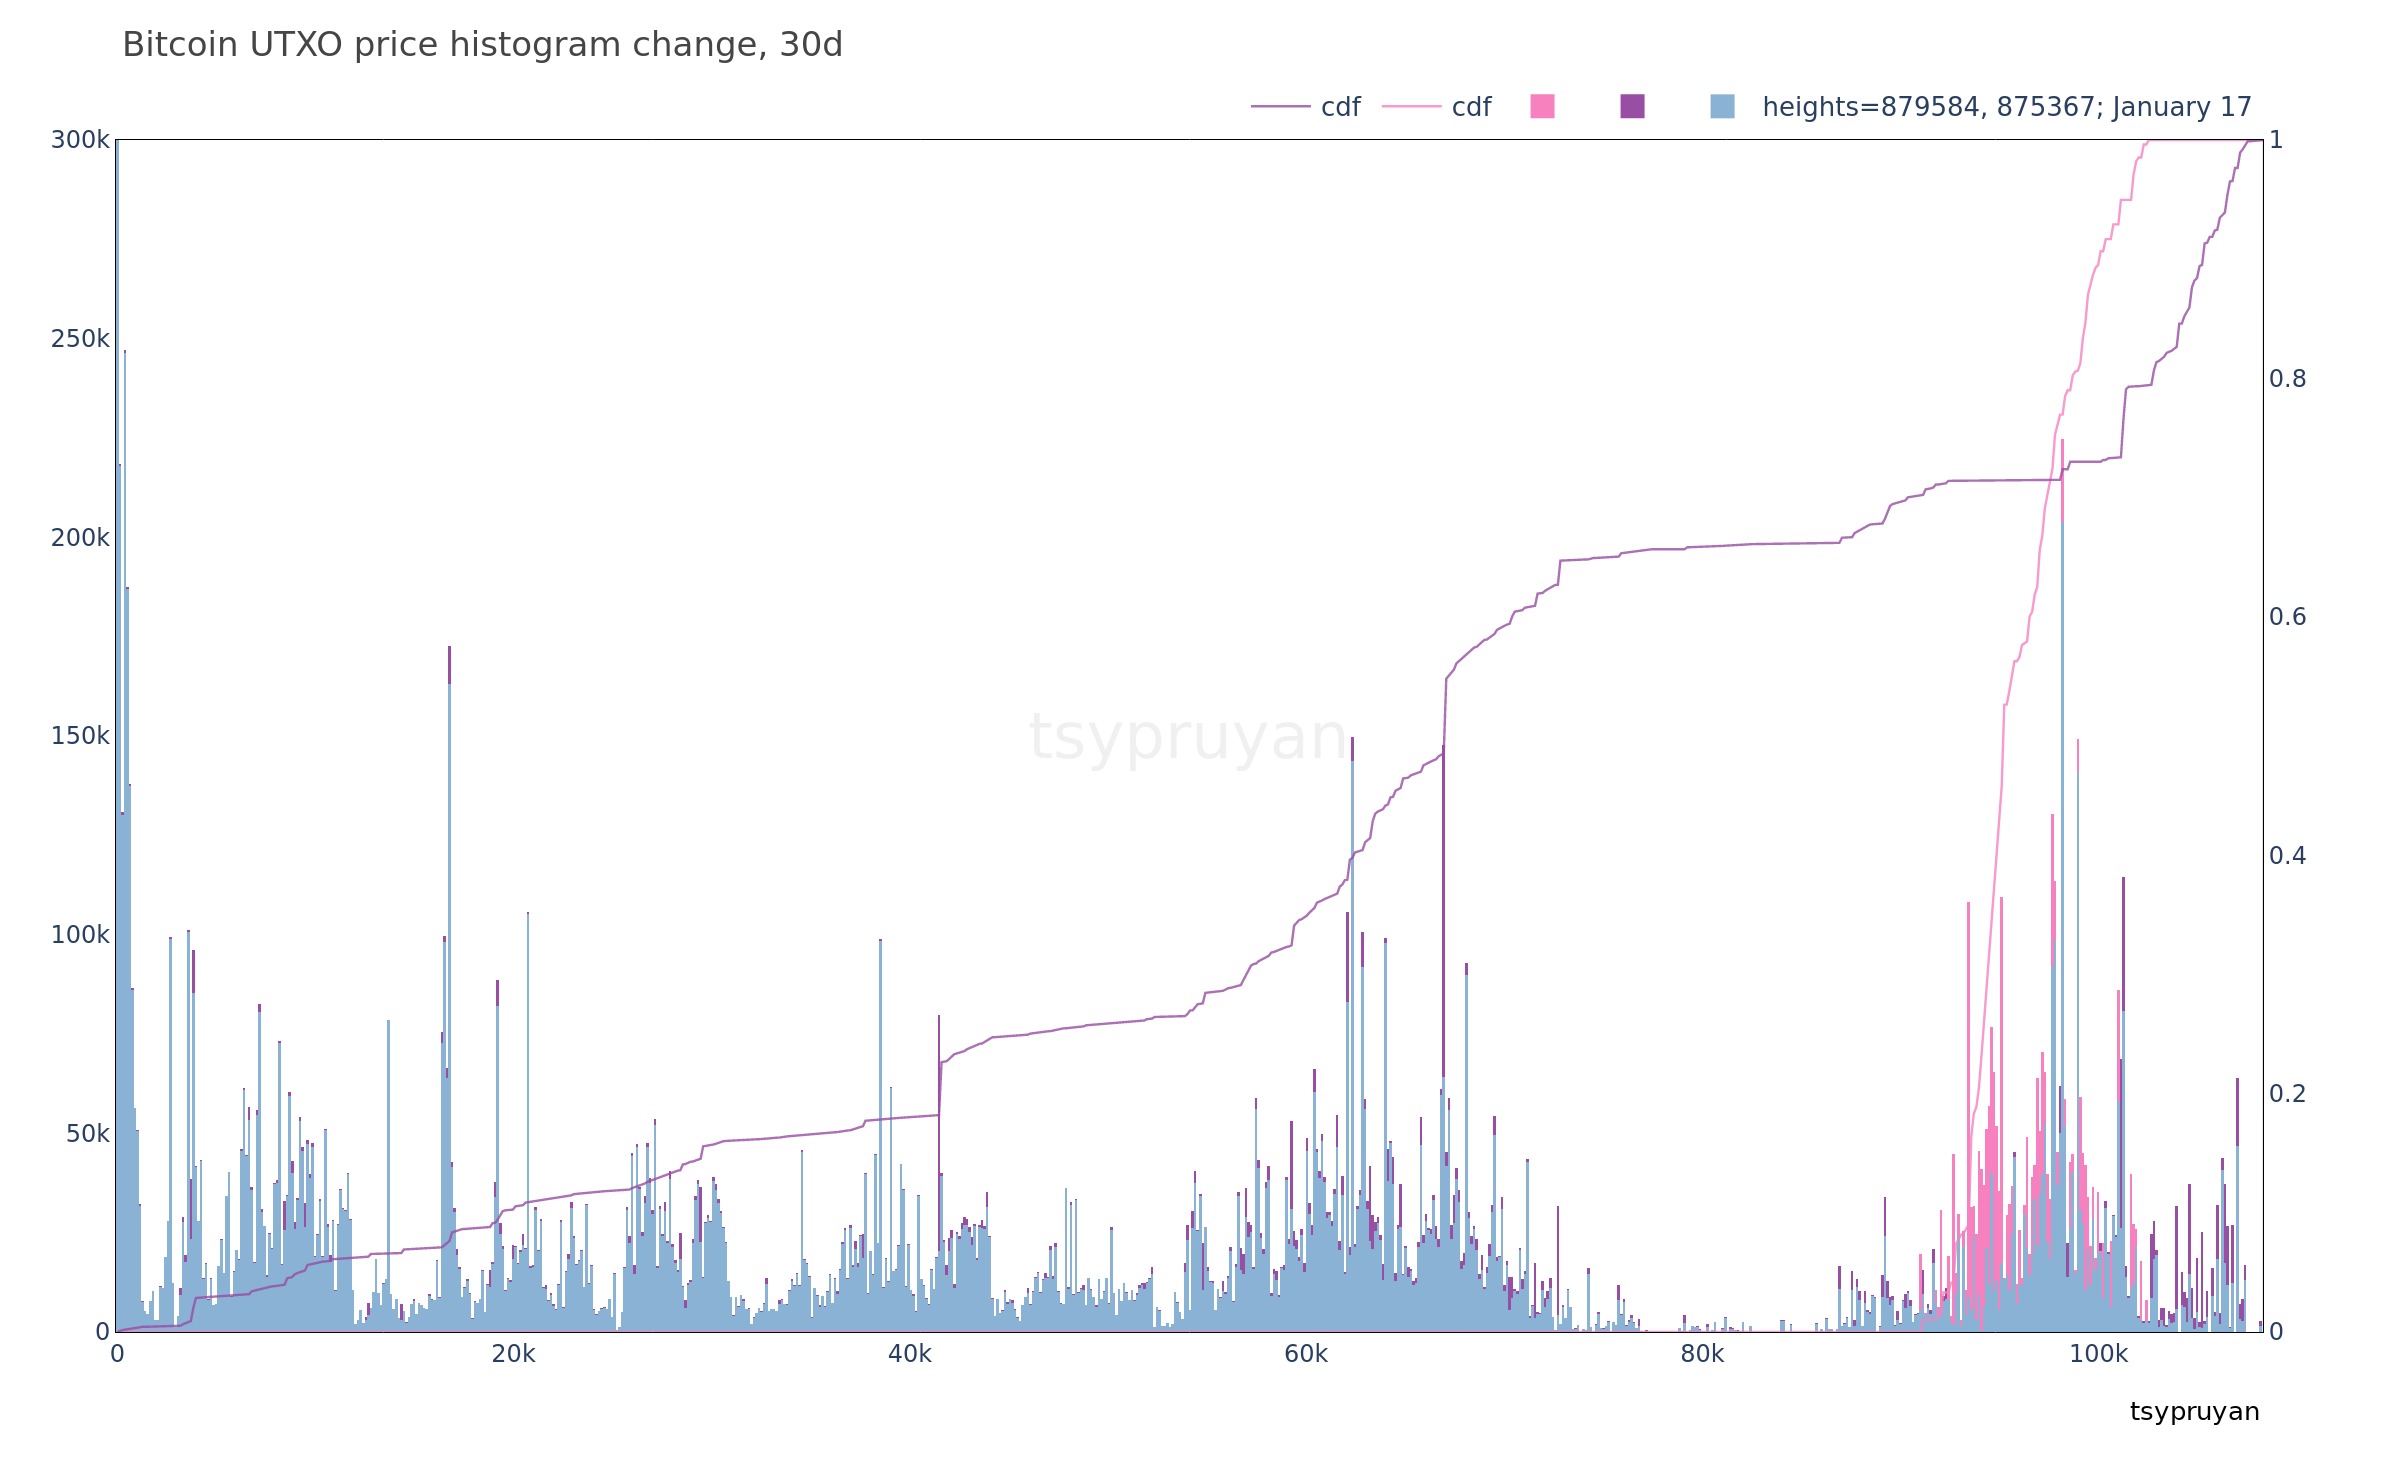 Bitcoin UTXO price histogram change, 30d
cdf cdf heights=879584, 875367; January 17
300k
250k
200k
150k
100k
50k
0
1
0.8
0.6
0.4
0.2
0
tsypruyan
0 20k 40k 60k 80k 100k
tsypruyan